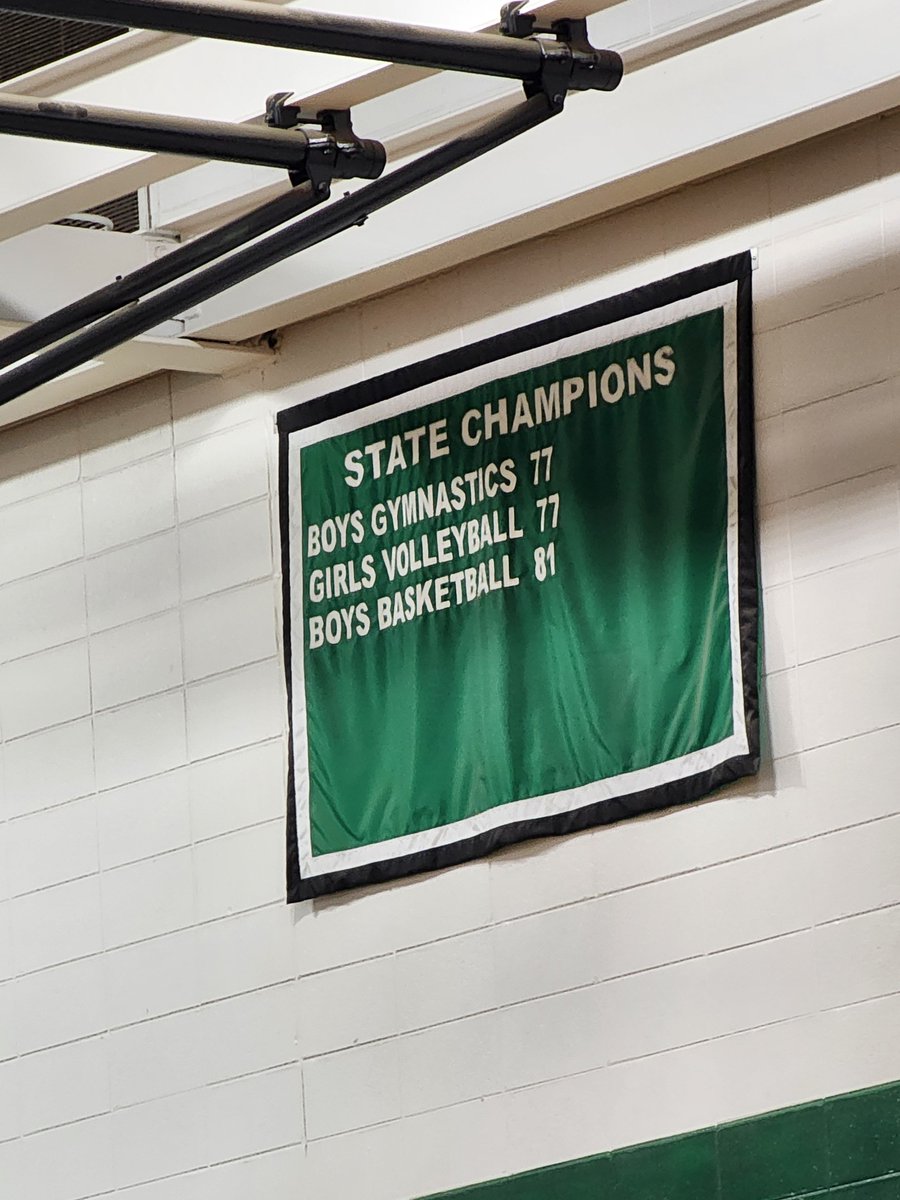 STATE CHAMPIONS
BOYS GYMNASTICS 77
GIRLS VOLLEYBALL 77
BOYS BASKETBALL 81